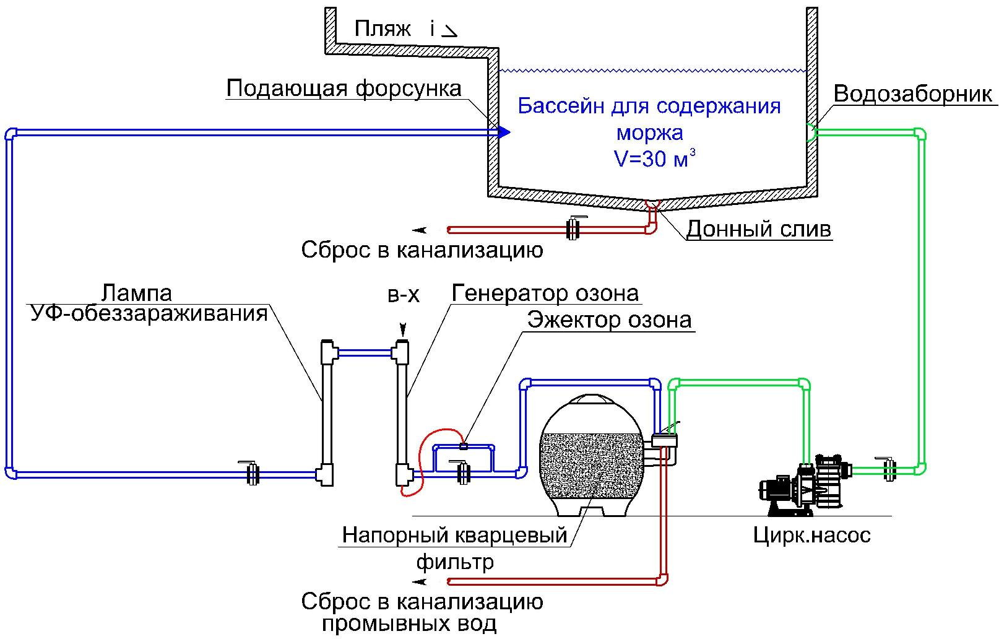 Пляж i
Подающая форсунка
Водозаборник
Бассейн для содержания
моржа
V=30 м³
Донный слив
Сброс в канализацию
Лампа
УФ-обеззараживания
в-х
Генератор озона
Эжектор озона
Напорный кварцевый
фильтр
Цирк.насос
Сброс в канализацию
промывных вод